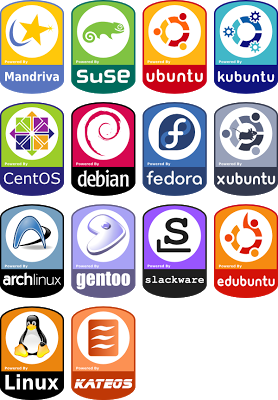 Powered By
Mandriva
Powered By
suse
Powered By
ubuntu
Powered By
kubuntu
Powered By
CentOS
Powered By
debian
Powered By
fedora
Powered By
xubuntu
Powered By
archlinux
Powered By
gentoo
Powered By
S
slackware
Powered By
edubuntu
Powered By
Linux
Powered By
KATEOS